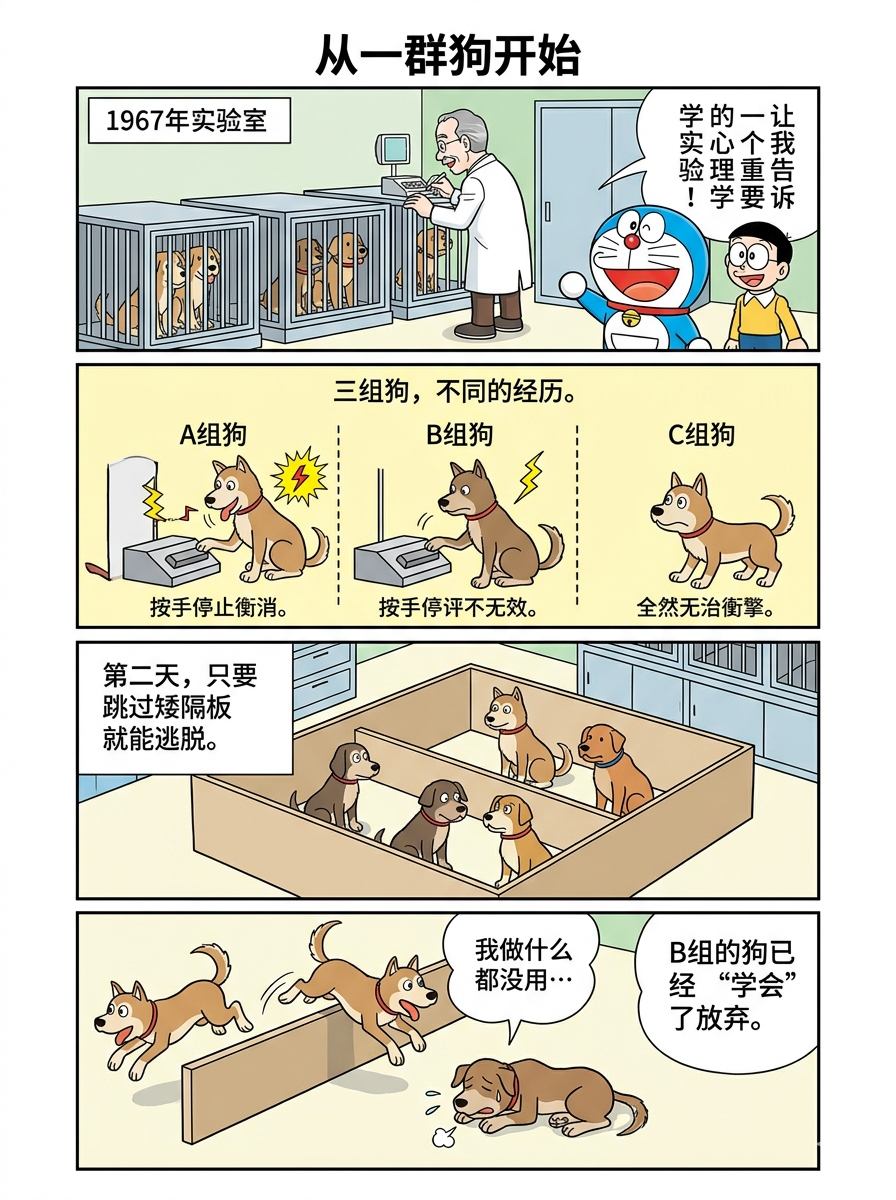 从一群狗开始
1967年实验室
让我告诉
一个重要
的心理学
学实验！
三组狗，不同的经历。
A组狗
B组狗
C组狗
按手停止衡消。
按手停评不无效。
全然无治衡擎。
第二天，只要
跳过矮隔板
就能逃脱。
我做什么
都没用…
B组的狗已
经 “学会”
了放弃。